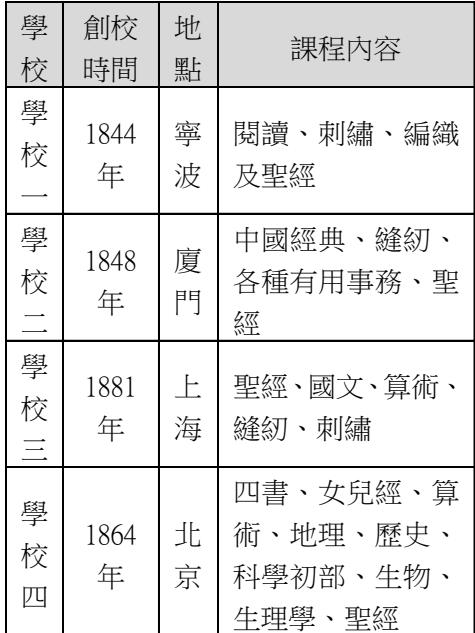 學校 創校時間 地點 課程內容
學校一 1844年 寧波 閱讀、刺繡、編織及聖經
學校二 1848年 廈門 中國經典、縫紉、各種有用事務、聖經
學校三 1881年 上海 聖經、國文、算術、縫紉、刺繡
學校四 1864年 北京 四書、女兒經、算術、地理、歷史、科學初部、生物、生理學、聖經